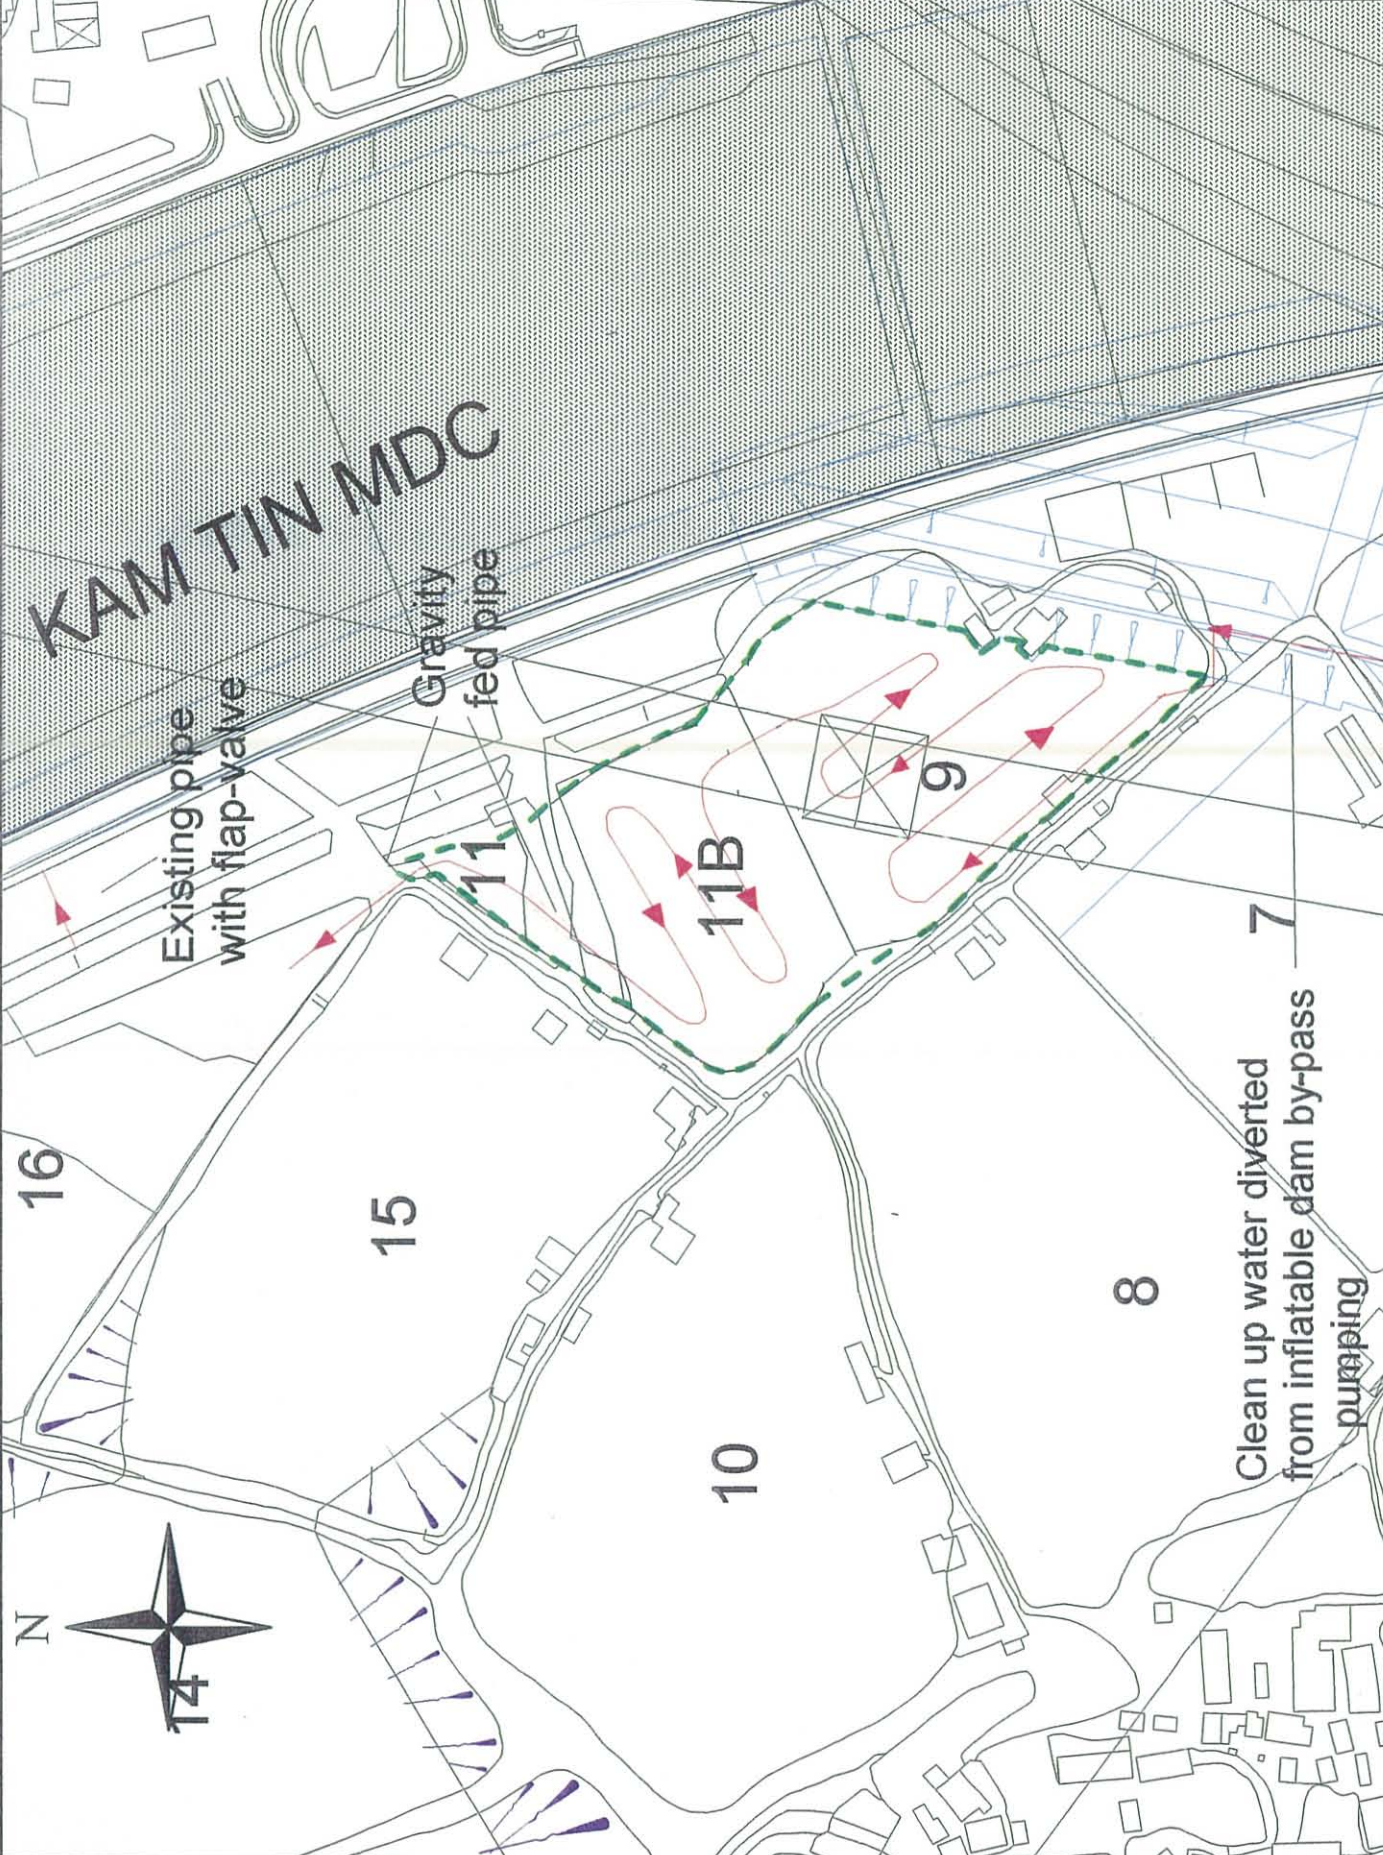 KAM TIN MDC
Existing pipe
with flap-valve
Gravity
fed pipe
16
11
15
11B
9
7
14
10
8
N
Clean up water diverted
from inflatable dam by-pass
pumping